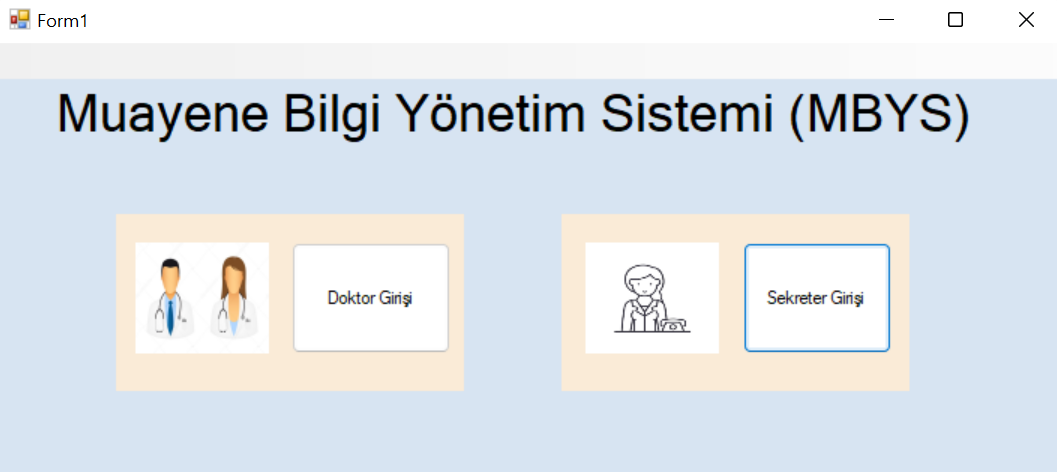 Form1
Muayene Bilgi Yönetim Sistemi (MBYS)
Doktor Girişi
Sekreter Girişi